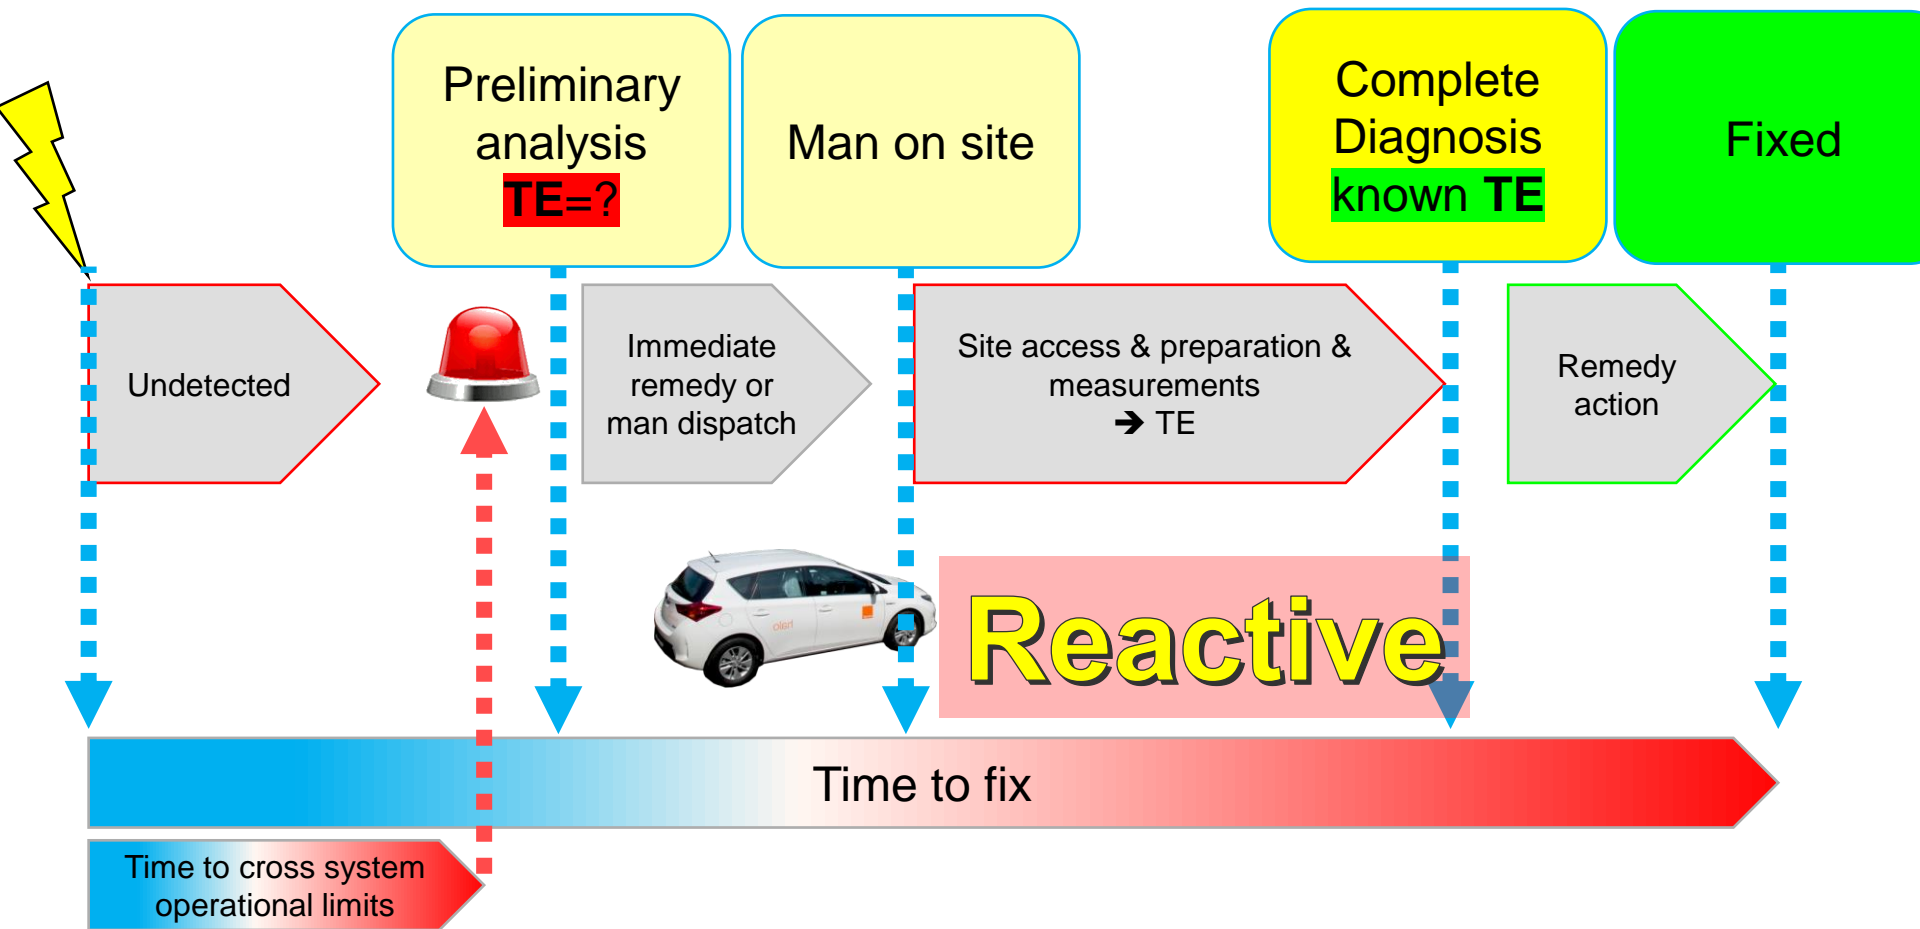 Preliminary
analysis
TE=?
Man on site
Complete
Diagnosis
known TE
Fixed
Undetected
Immediate
remedy or
man dispatch
Site access & preparation &
measurements
➔ TE
Remedy
action
Reactive
Time to fix
Time to cross system
operational limits